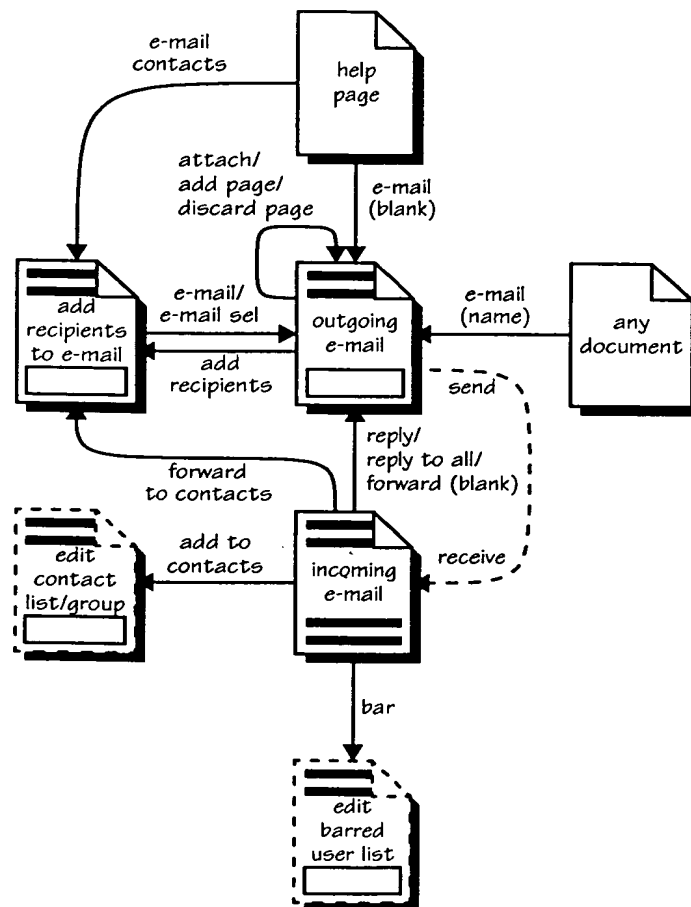 e-mail
contacts
help
page
attach/
add page/
discard page
e-mail
(blank)
add
recipients
to e-mail
e-mail/
e-mail sel
add
recipients
outgoing
e-mail
e-mail
(name)
any
document
send
reply/
reply to all/
forward (blank)
forward
to contacts
edit
contact
list/group
add to
contacts
incoming
e-mail
receive
bar
edit
barred
user list